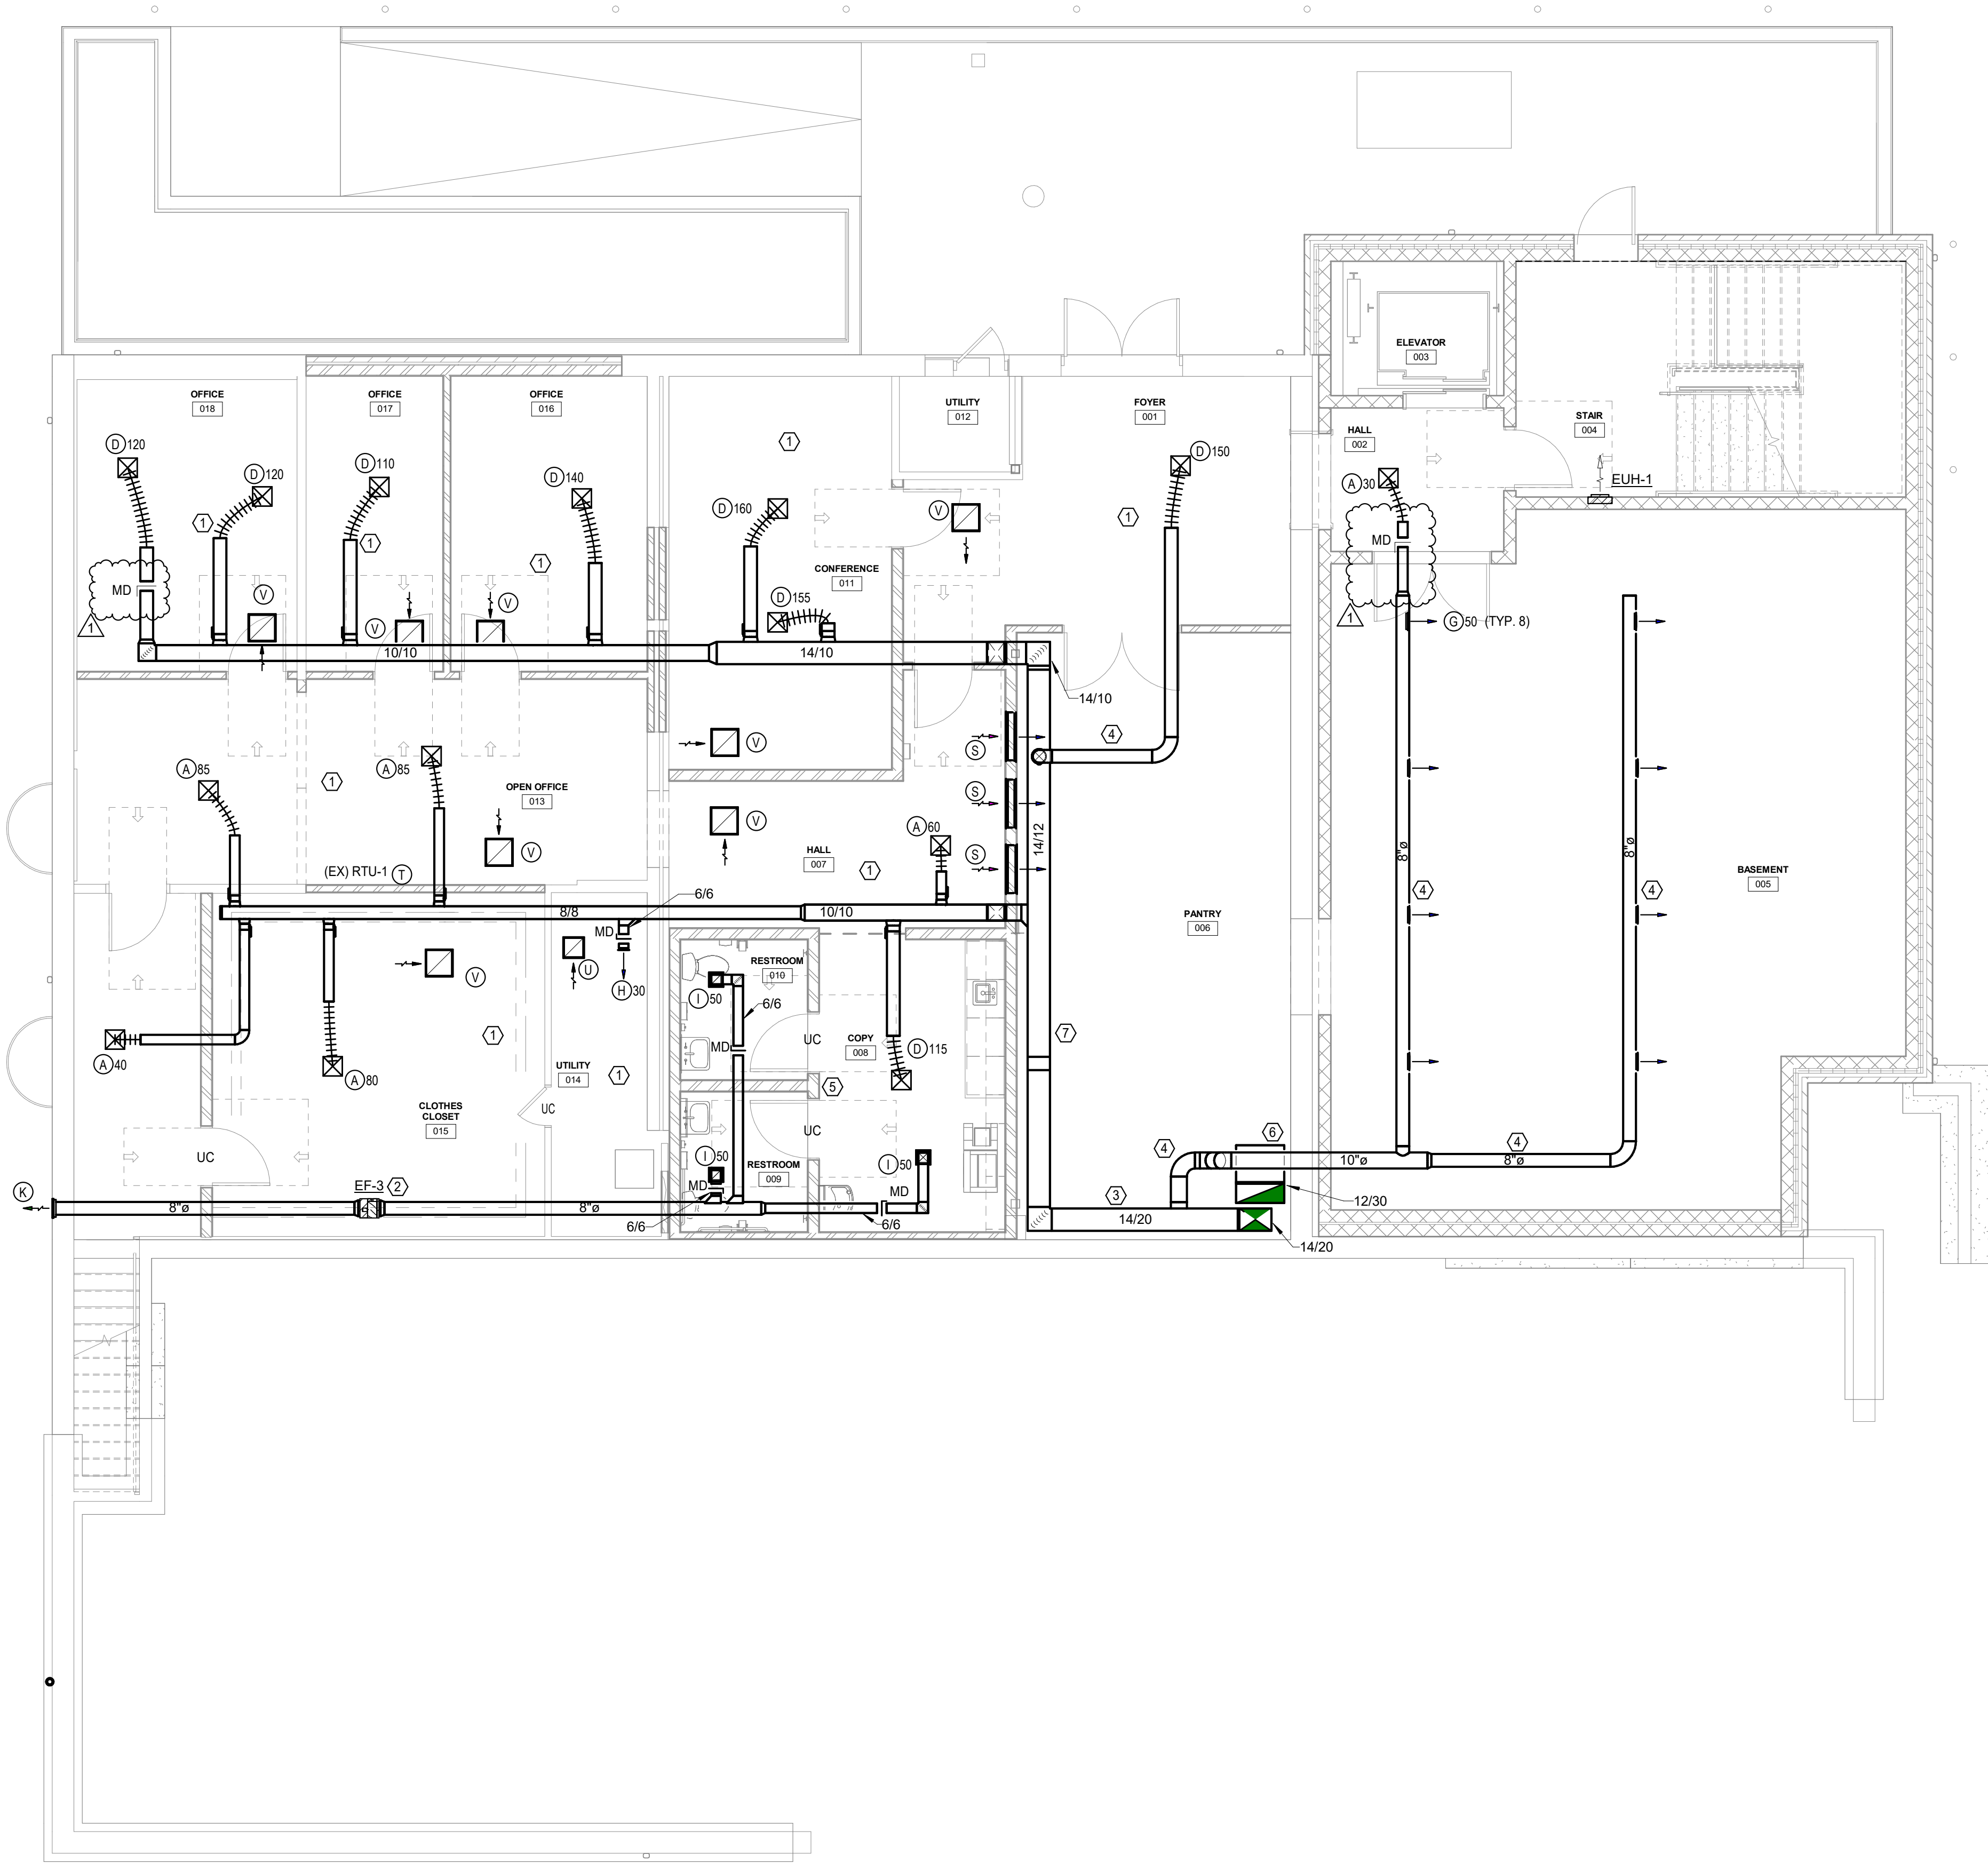 ELEVATOR
003
OFFICE
018
OFFICE
017
OFFICE
016
UTILITY
012
FOYER
001
HALL
002
STAIR
004
D 120
D 120
D 110
D 140
D 160
D 150
A 30
EUH-1
1
1
1
1
1
V
MD
MD
CONFERENCE
011
D 155
V
V
V
1
1
G 50 (TYP. 8)
10/10
14/10
14/10
V
S
4
A 85
A 85
1
OPEN OFFICE
013
S
V
V
A 60
HALL
007
14/12
8"ø
8"ø
S
(EX) RTU-1 T
1
BASEMENT
005
6/6
4
4
8/8
10/10
PANTRY
006
MD
V
U
H 30
RESTROOM
010
I 50
6/6
A 40
1
MD
UC
COPY
008
7
D 115
A 80
UTILITY
014
1
5
CLOTHES
CLOSET
015
UC
UC
6
UC
I 50
RESTROOM
009
I 50
4
10"ø
4
8"ø
K
EF-3 2
MD
MD
3
12/30
8"ø
8"ø
6/6
6/6
14/20
14/20